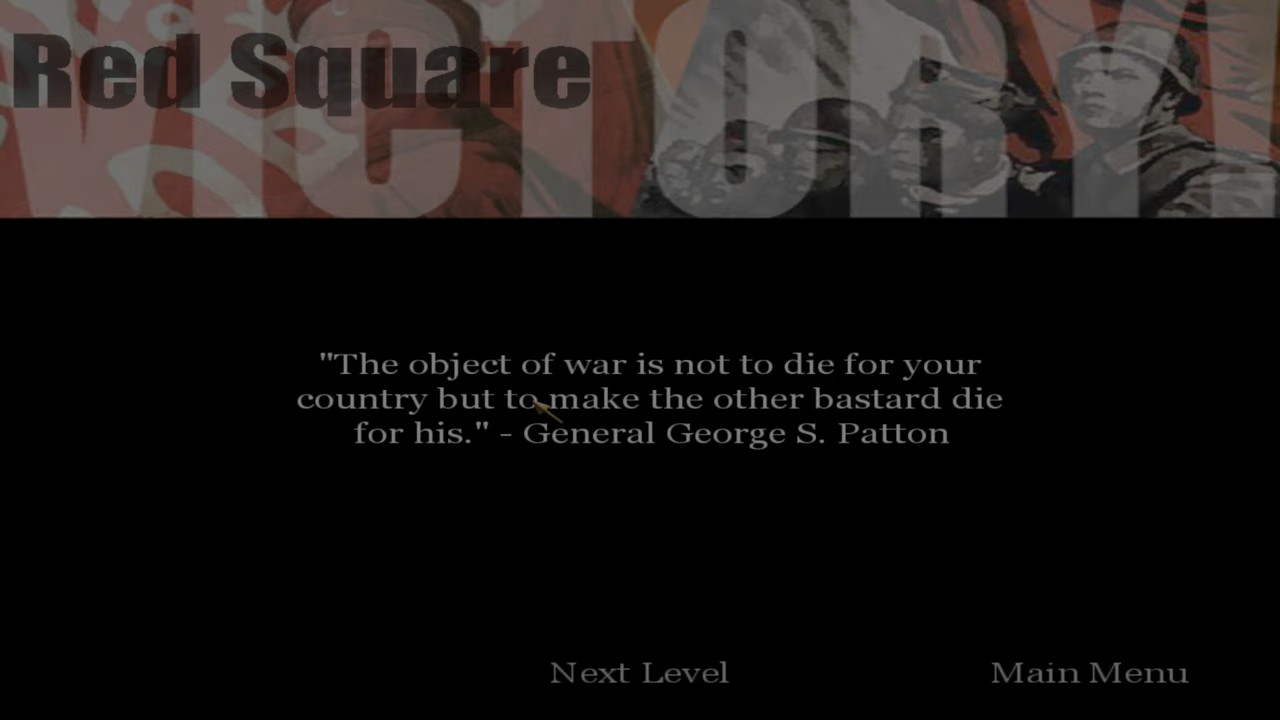 VICTORY!
Red Square
"The object of war is not to die for your
country but to make the other bastard die
for his." - General George S. Patton
Next Level
Main Menu